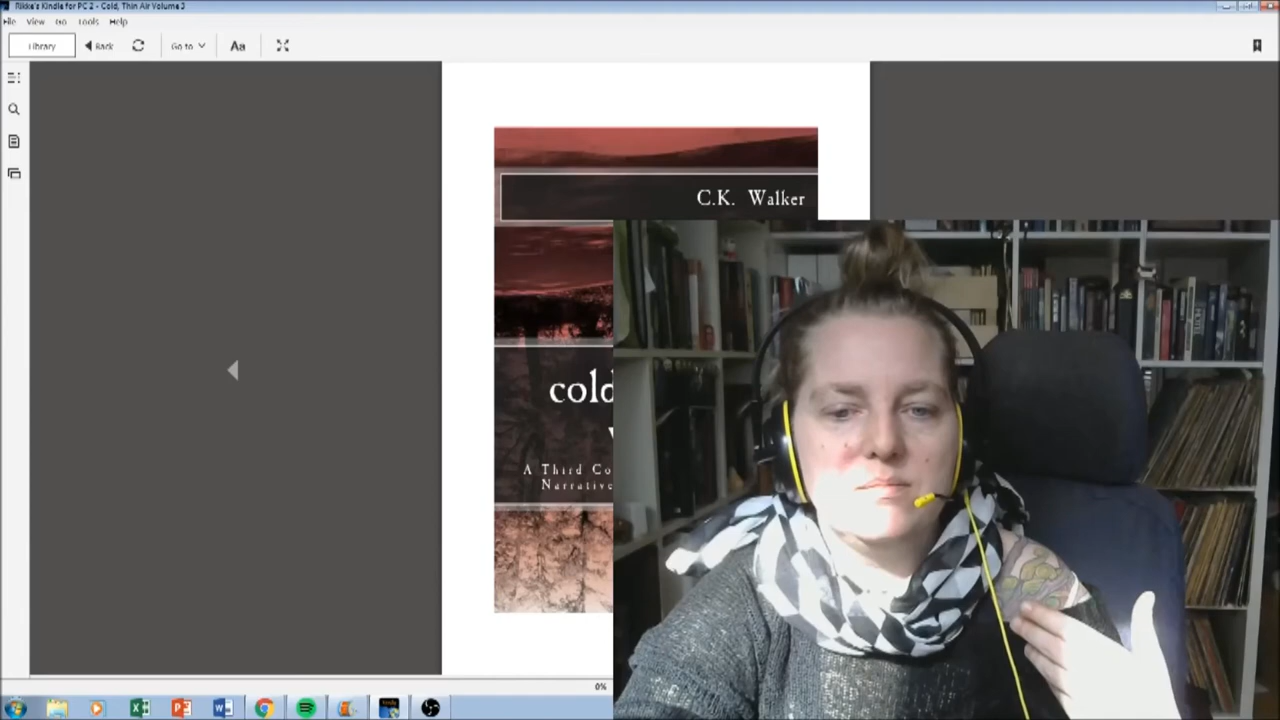 Rikke's Kindle for PC 2 - Cold, Thin Air Volume 3
File View Go Tools Help
Library Back Go to Aa
C.K. Walker
cold
A Third Co
Narrative
0%